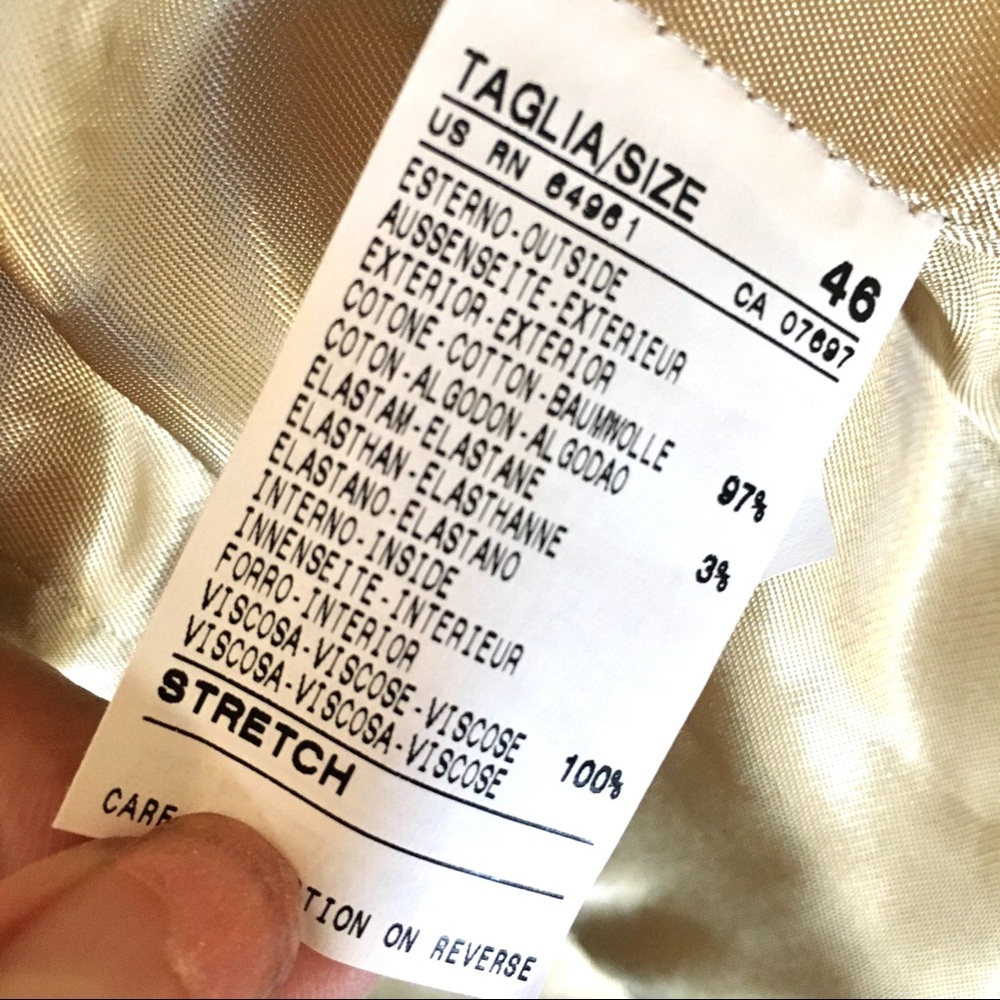 TAGLIA/SIZE 46
US RN 64961 CA 07697
ESTERNO-OUTSIDE
AUSSENSEITE-EXTERIEUR
EXTERIOR-EXTERIOR
COTONE-COTTON-BAUMWOLLE
COTON-ALGODON-ALGODAO 97%
ELASTAM-ELASTANE
ELASTHAN-ELASTHANNE
ELASTANO-ELASTANO 3%
INTERNO-INSIDE
INNENSEITE-INTERIEUR
FORRO-INTERIOR
VISCOSA-VISCOSE-VISCOSE
VISCOSA-VISCOSA-VISCOSE 100%
STRETCH
CARE
TION ON REVERSE